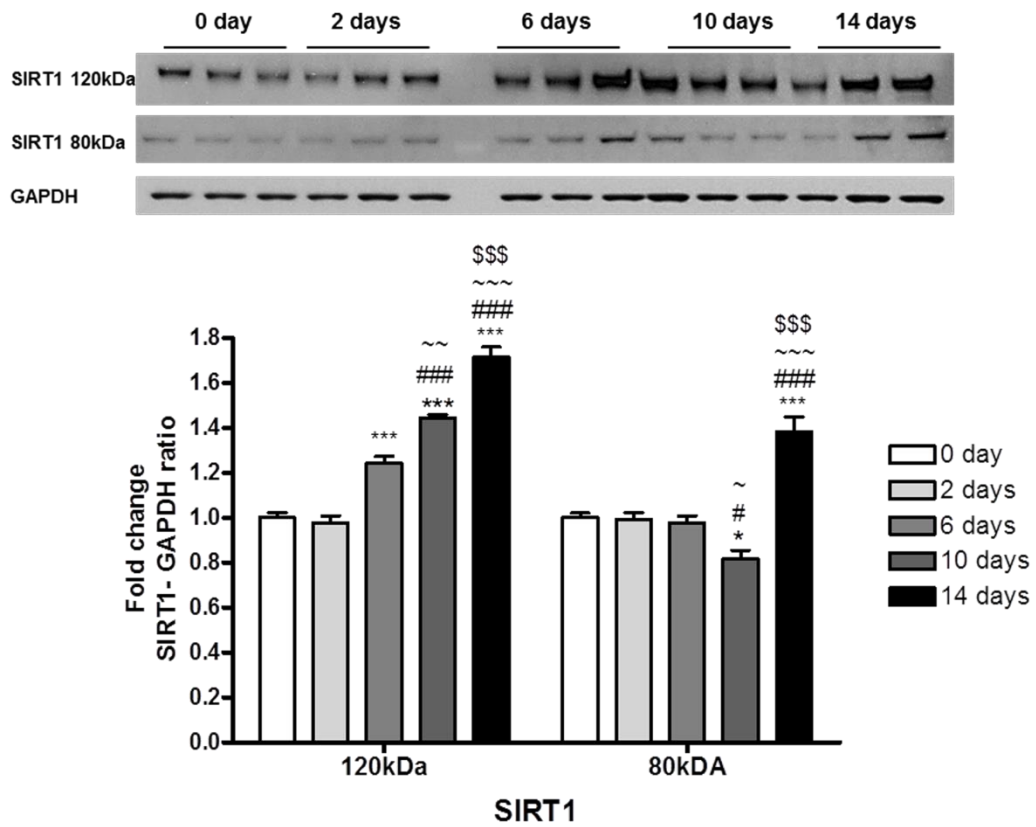 0 day 2 days 6 days 10 days 14 days
SIRT1 120kDa
SIRT1 80kDa
GAPDH
$$$
~~~
###
***
~~
###
***
***
$$$
~~~
###
***
~
#
*
Fold change
SIRT1- GAPDH ratio
1.8
1.6
1.4
1.2
1.0
0.8
0.6
0.4
0.2
0.0
120kDa 80kDA
SIRT1
0 day
2 days
6 days
10 days
14 days